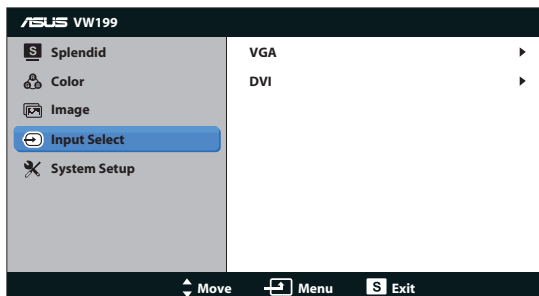 ASUS VW199
S Splendid
Color
Image
Input Select
System Setup
VGA
DVI
Move Menu S Exit